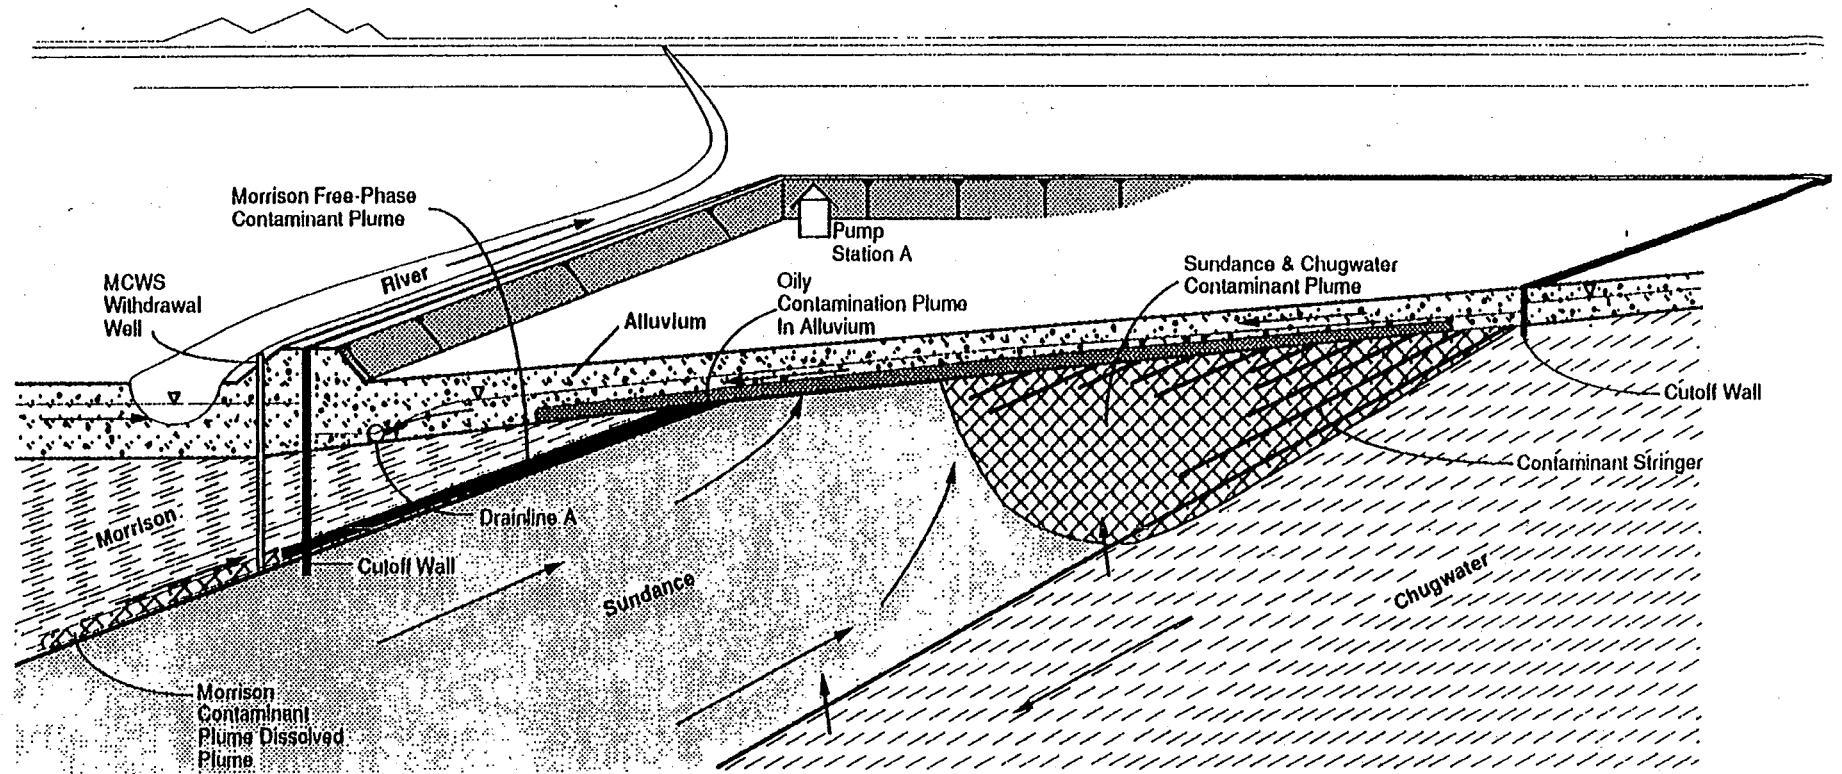 Morrison Free-Phase
Contaminant Plume
Pump
Station A
River
MCWS
Withdrawal
Well
Oily
Contamination Plume
In Alluvium
Sundance & Chugwater
Contaminant Plume
Alluvium
Cutoff Wall
Contaminant Stringer
Morrison
Drainline A
Cutoff Wall
Sundance
Chugwater
Morrison
Contaminant
Plume Dissolved
Plume